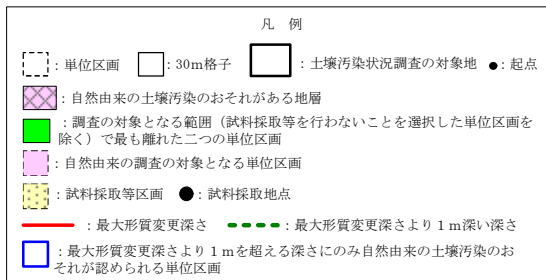 凡 例
：単位区画 ：30m格子 ：土壌汚染状況調査の対象地 ：起点
：自然由来の土壌汚染のおそれがある地層
：調査の対象となる範囲（試料採取等を行わないことを選択した単位区画を
除く）で最も離れた二つの単位区画
：自然由来の調査の対象となる単位区画
：試料採取等区画 ：試料採取地点
：最大形質変更深さ ：最大形質変更深さより１ｍ深い深さ
：最大形質変更深さより１ｍを超える深さにのみ自然由来の土壌汚染のお
それが認められる単位区画